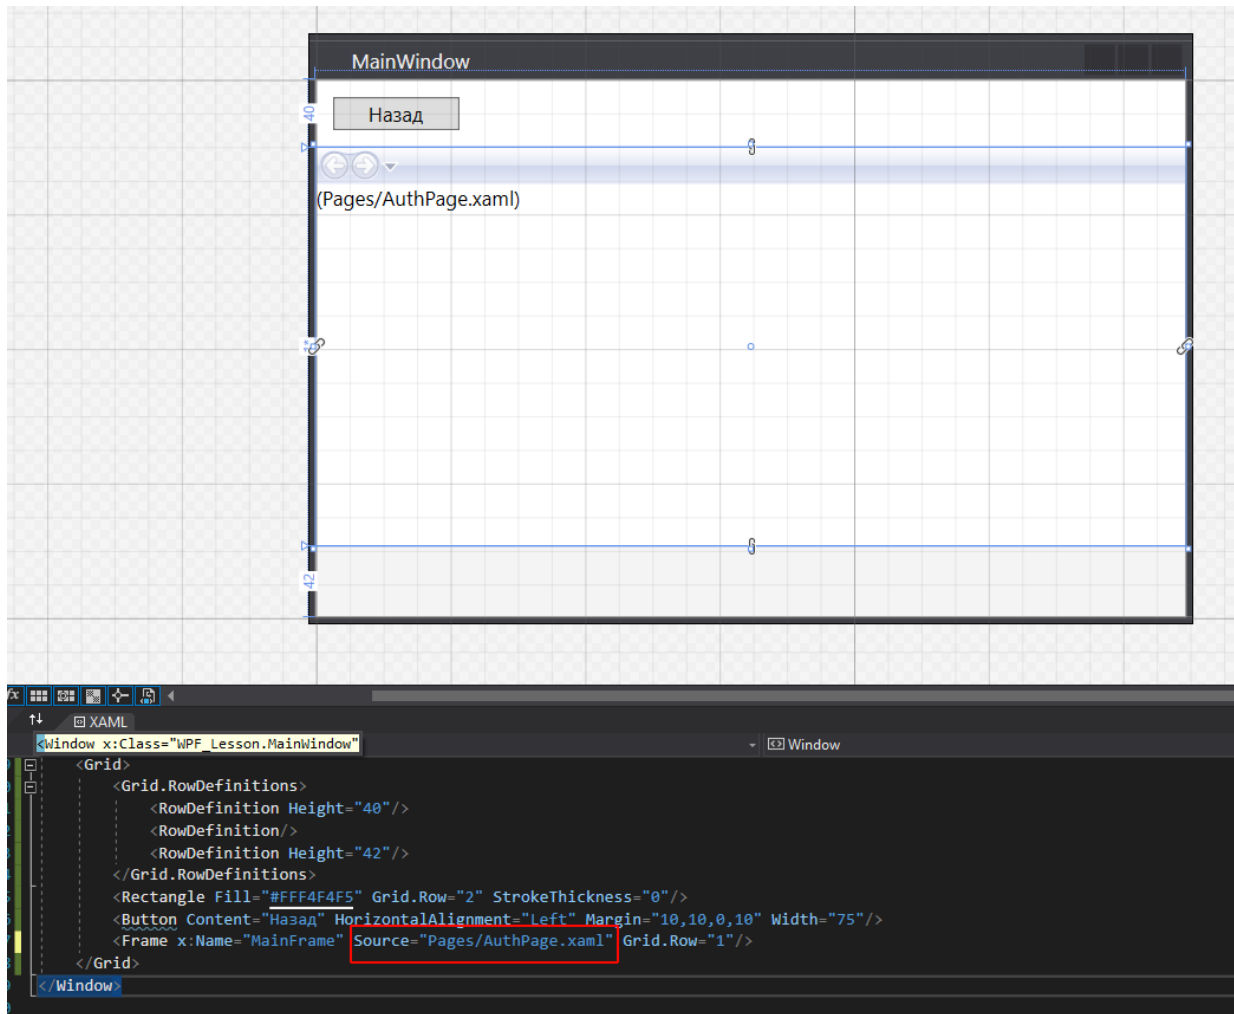 MainWindow
40
Назад
(Pages/AuthPage.xaml)
1*
42
fx
XAML
<Window x:Class="WPF_Lesson.MainWindow"
Window
<Grid>
<Grid.RowDefinitions>
<RowDefinition Height="40"/>
<RowDefinition/>
<RowDefinition Height="42"/>
</Grid.RowDefinitions>
<Rectangle Fill="#FFF4F4F5" Grid.Row="2" StrokeThickness="0"/>
<Button Content="Назад" HorizontalAlignment="Left" Margin="10,10,0,10" Width="75"/>
<Frame x:Name="MainFrame" Source="Pages/AuthPage.xaml" Grid.Row="1"/>
</Grid>
</Window>